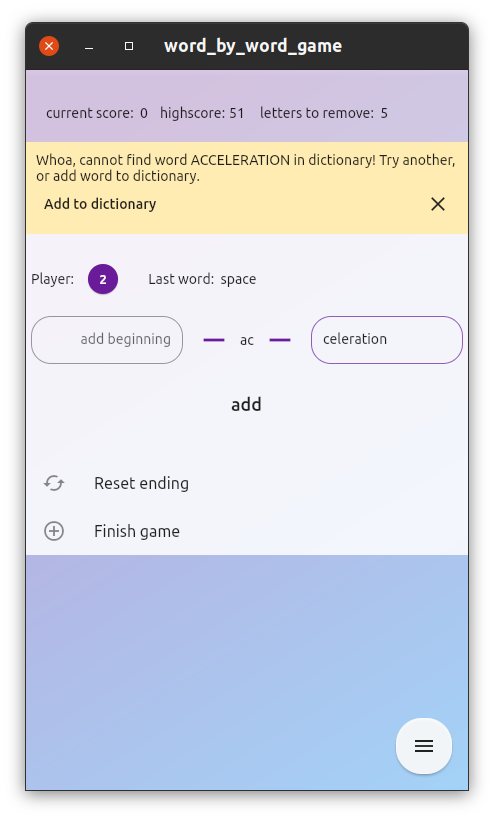 word_by_word_game
current score: 0 highscore: 51 letters to remove: 5
Whoa, cannot find word ACCELERATION in dictionary! Try another,
or add word to dictionary.
Add to dictionary
Player: 2 Last word: space
add beginning ac celeration
add
Reset ending
Finish game